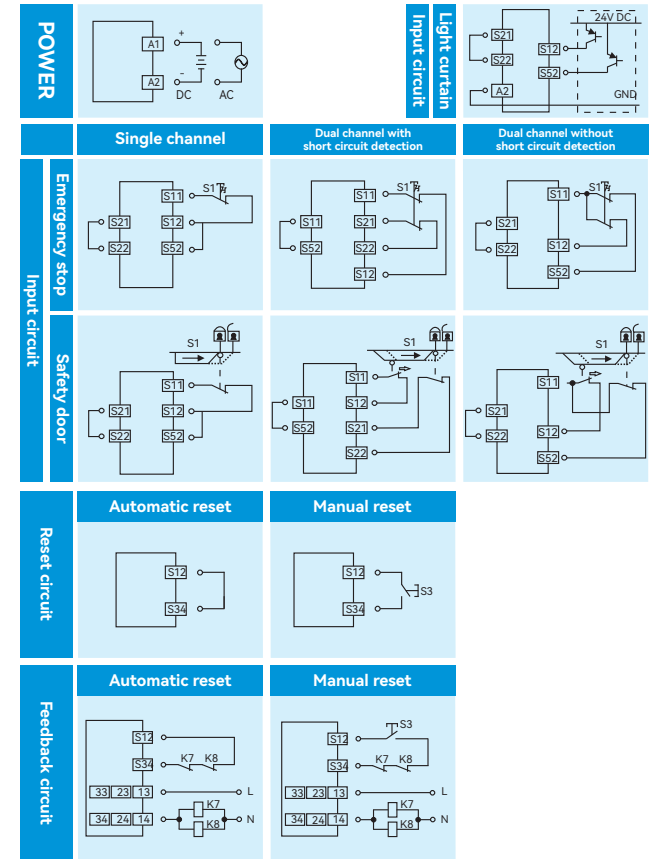 POWER
A1
A2
+
-
DC
AC
Light curtain
Input circuit
S21
S22
A2
S12
S52
24V DC
GND
Single channel
Dual channel with
short circuit detection
Dual channel without
short circuit detection
Input circuit
Emergency stop
S21
S22
S11
S12
S52
S1
S11
S52
S11
S21
S22
S12
S1
S21
S22
S11
S12
S52
S1
Safety door
S1
S21
S22
S11
S12
S52
S1
S11
S52
S11
S12
S21
S22
S1
S21
S22
S11
S12
S52
Automatic reset
Manual reset
Reset circuit
S12
S34
S12
S34
S3
Automatic reset
Manual reset
Feedback circuit
S12
S34
K7 K8
33 23 13
L
34 24 14
K7
K8
N
S12
S3
S34
K7 K8
33 23 13
L
34 24 14
K7
K8
N